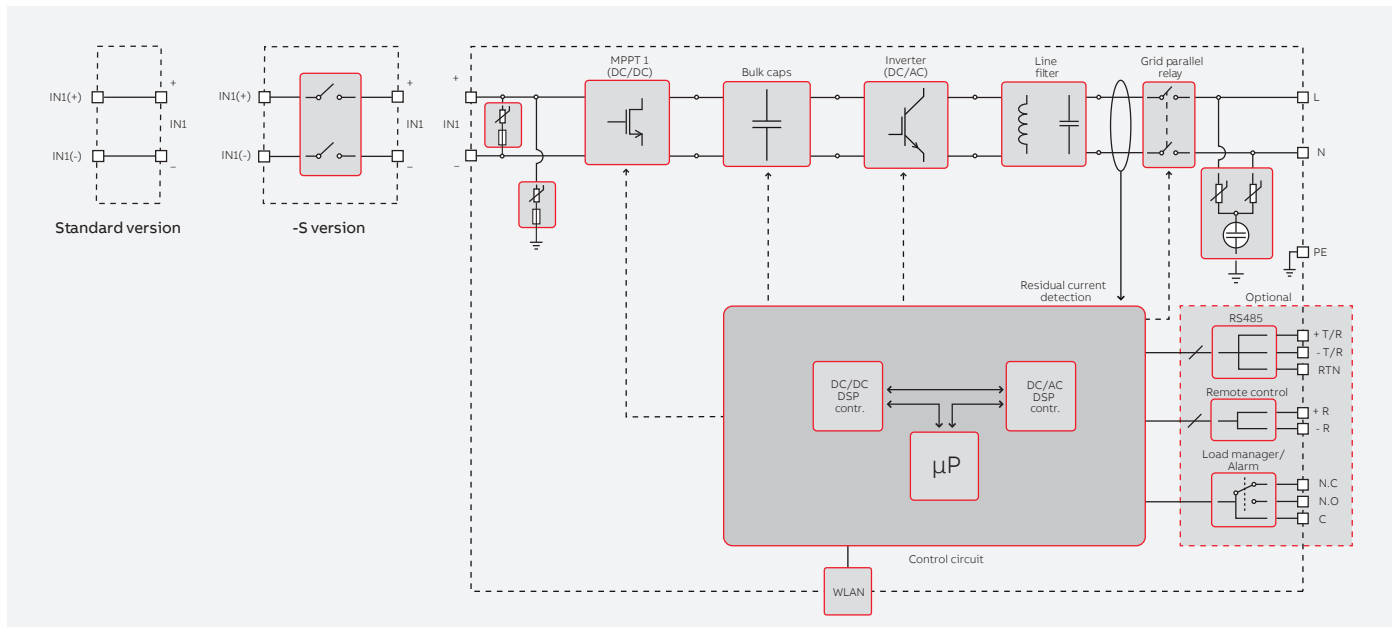 IN1(+)
+
IN1
IN1(-)
–
Standard version
IN1(+)
+
IN1
IN1(-)
–
-S version
+
IN1
–
MPPT 1
(DC/DC)
Bulk caps
Inverter
(DC/AC)
Line
filter
Grid parallel
relay
L
N
PE
Residual current
detection
Optional
RS485
+ T/R
- T/R
RTN
Remote control
+ R
- R
Load manager/
Alarm
N.C
N.O
C
DC/DC
DSP
contr.
DC/AC
DSP
contr.
µP
Control circuit
WLAN